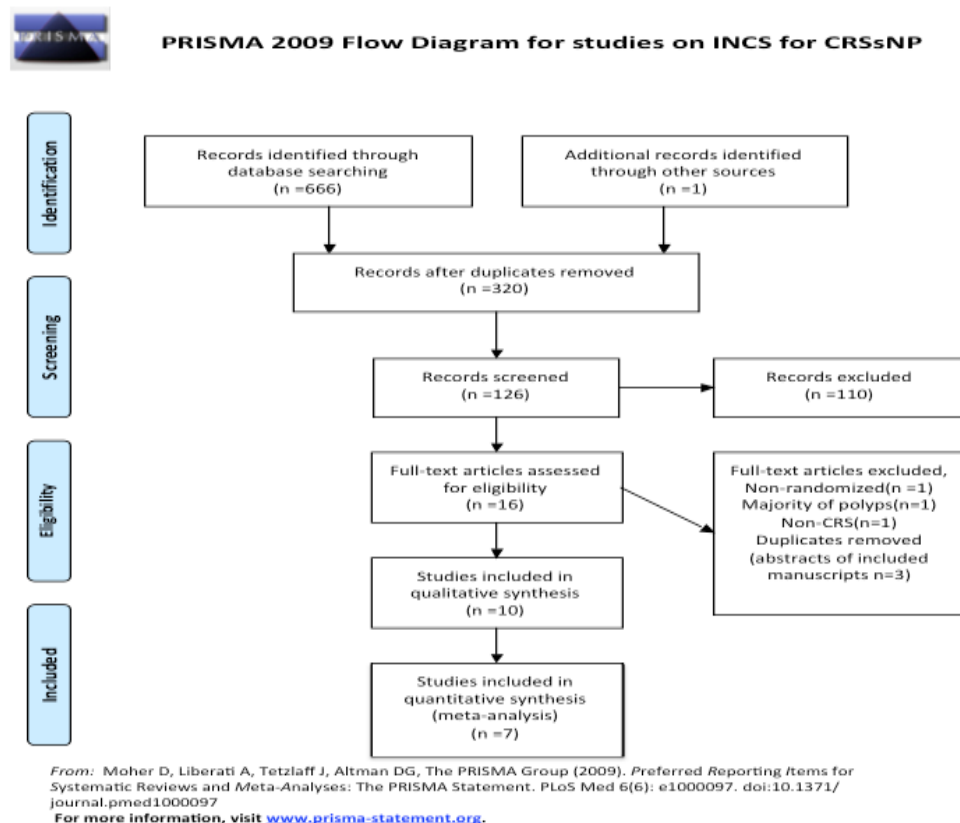 PRISMA
PRISMA 2009 Flow Diagram for studies on INCS for CRSsNP
Identification
Records identified through
database searching
(n =666)
Additional records identified
through other sources
(n =1)
Records after duplicates removed
(n =320)
Screening
Records screened
(n =126)
Records excluded
(n =110)
Eligibility
Full-text articles assessed
for eligibility
(n =16)
Full-text articles excluded,
Non-randomized(n =1)
Majority of polyps(n=1)
Non-CRS(n=1)
Duplicates removed
(abstracts of included
manuscripts n=3)
Studies included in
qualitative synthesis
(n =10)
Included
Studies included in
quantitative synthesis
(meta-analysis)
(n =7)
From: Moher D, Liberati A, Tetzlaff J, Altman DG, The PRISMA Group (2009). Preferred Reporting Items for
Systematic Reviews and Meta-Analyses: The PRISMA Statement. PLoS Med 6(6): e1000097. doi:10.1371/
journal.pmed1000097
For more information, visit www.prisma-statement.org.